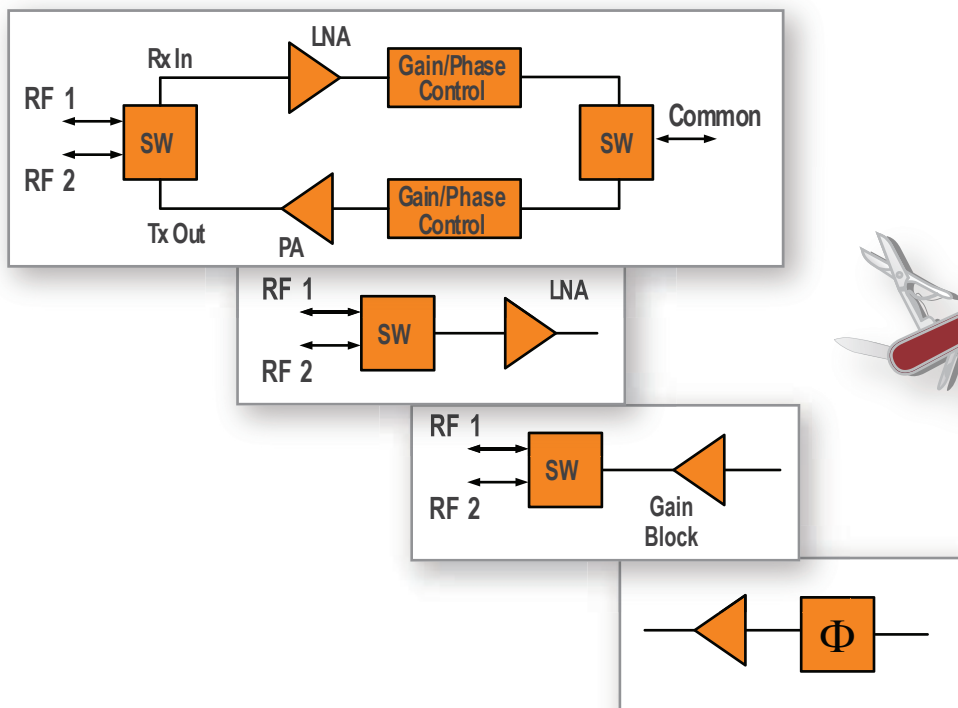 LNA
Rx In
Gain/Phase
Control
RF 1
RF 2
SW
SW
Common
Tx Out
PA
Gain/Phase
Control
RF 1
RF 2
SW
LNA
RF 1
RF 2
SW
Gain
Block
Φ